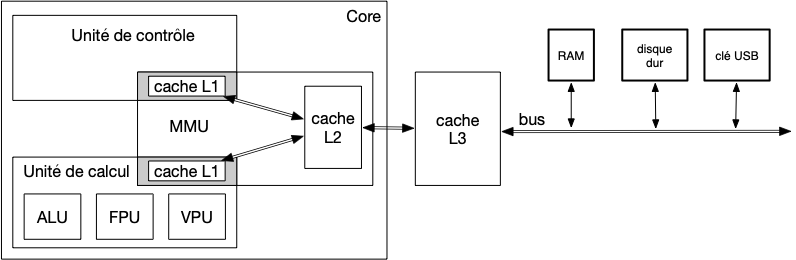 Core
Unité de contrôle
cache L1
MMU
cache
L2
cache L1
Unité de calcul
ALU
FPU
VPU
cache
L3
bus
RAM
disque
dur
clé USB